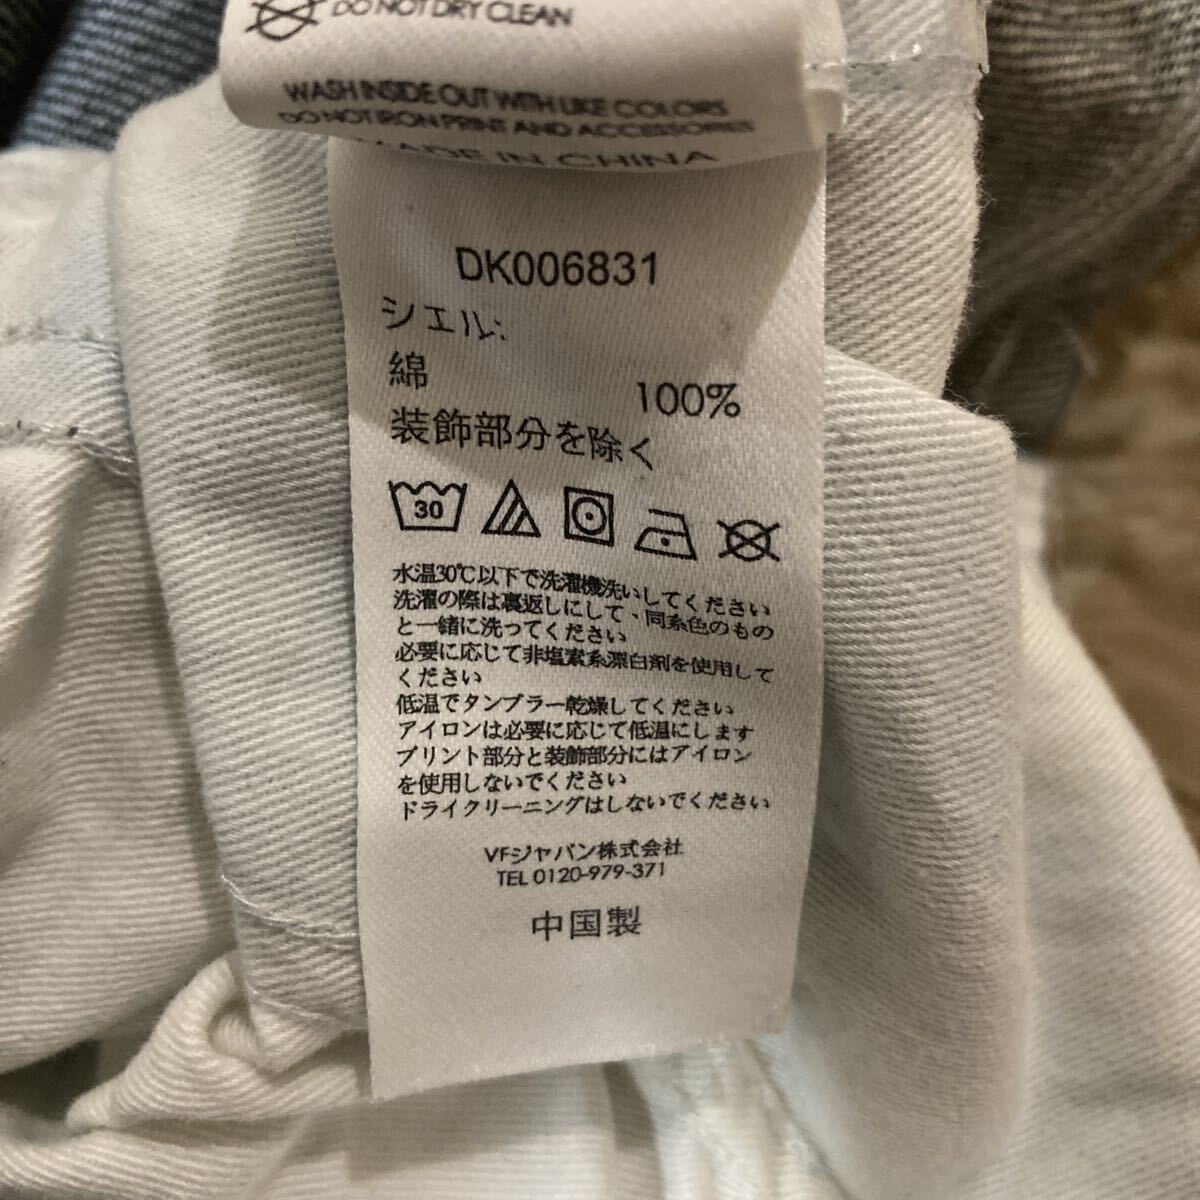 DO NOT DRY CLEAN
WASH INSIDE OUT WITH LIKE COLORS
DO NOT IRON PRINT AND ACCESSORIES
MADE IN CHINA
DK006831
シェル:
綿 100%
装飾部分を除く
30
水温30℃以下で洗濯機洗いしてください
洗濯の際は裏返しにして、同系色のもの
と一緒に洗ってください
必要に応じて非塩素系漂白剤を使用して
ください
低温でタンブラー乾燥してください
アイロンは必要に応じて低温にします
プリント部分と装飾部分にはアイロン
を使用しないでください
ドライクリーニングはしないでください
VFジャパン株式会社
TEL 0120-979-371
中国製